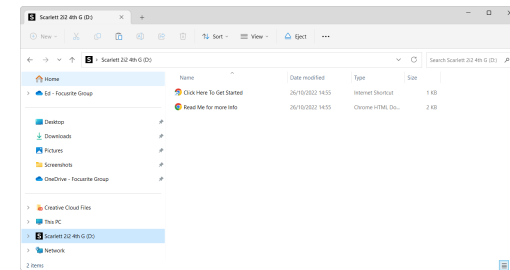 Scarlett 2i2 4th G (D:)
New
Sort
View
Eject
Scarlett 2i2 4th G (D:)
Search Scarlett 2i2 4th G (D:)
Name
Date modified
Type
Size
Home
Ed - Focusrite Group
Desktop
Downloads
Pictures
Screenshots
OneDrive - Focusrite Group
Creative Cloud Files
This PC
Scarlett 2i2 4th G (D:)
Network
Click Here To Get Started 26/10/2022 14:53 Internet Shortcut 1 KB
Read Me for more Info 26/10/2022 14:55 Chrome HTML Do... 2 KB
2 items